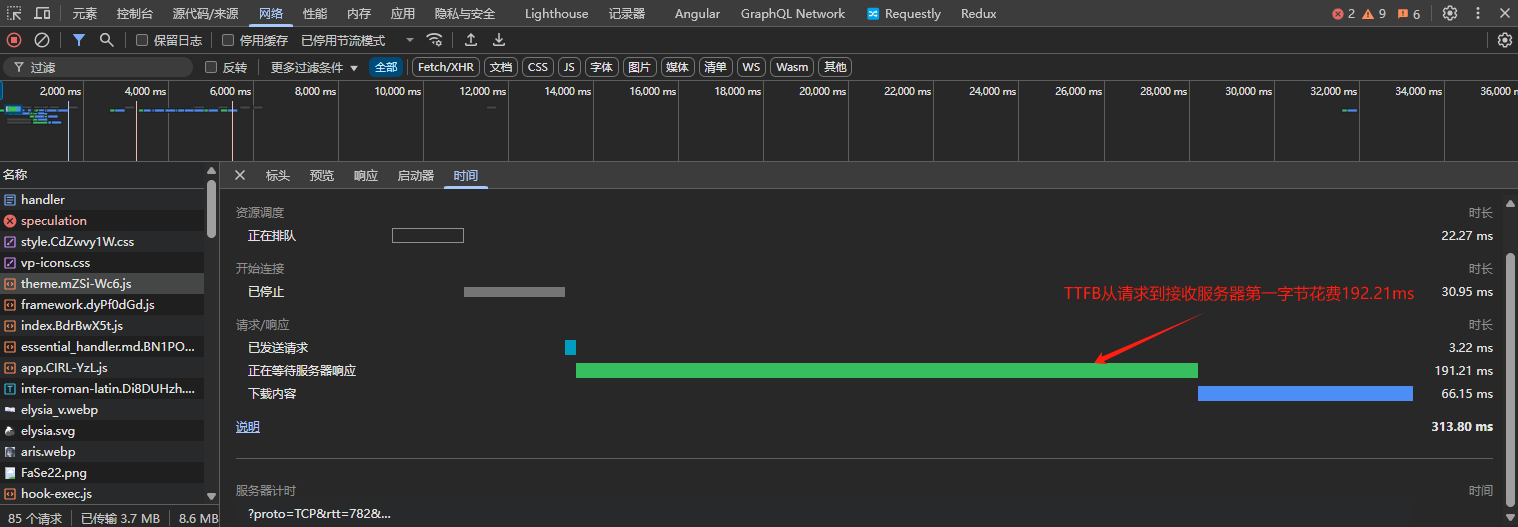 元素 控制台 源代码/来源 网络 性能 内存 应用 隐私与安全 Lighthouse 记录器 Angular GraphQL Network Requestly Redux 2 9 6
保留日志 停用缓存 已停用节流模式
过滤 反转 更多过滤条件 全部 Fetch/XHR 文档 CSS JS 字体 图片 媒体 清单 WS Wasm 其他
2,000 ms 4,000 ms 6,000 ms 8,000 ms 10,000 ms 12,000 ms 14,000 ms 16,000 ms 18,000 ms 20,000 ms 22,000 ms 24,000 ms 26,000 ms 28,000 ms 30,000 ms 32,000 ms 34,000 ms 36,000 m
名称
标头 预览 响应 启动器 时间
handler
speculation
style.CdZwvy1W.css
vp-icons.css
theme.mZSi-Wc6.js
framework.dyPf0dGd.js
index.BdrBwX5t.js
essential_handler.md.BN1PO...
app.CIRL-YzL.js
inter-roman-latin.Di8DUHzh....
elysia_v.webp
elysia.svg
aris.webp
FaSe22.png
hook-exec.js
85 个请求 已传输 3.7 MB 8.6 MB
资源调度 时长
正在排队 22.27 ms
开始连接 时长
已停止 30.95 ms
TTFB从请求到接收服务器第一字节花费192.21ms
请求/响应 时长
已发送请求 3.22 ms
正在等待服务器响应 191.21 ms
下载内容 66.15 ms
说明 313.80 ms
服务器计时 时间
?proto=TCP&rtt=782&...